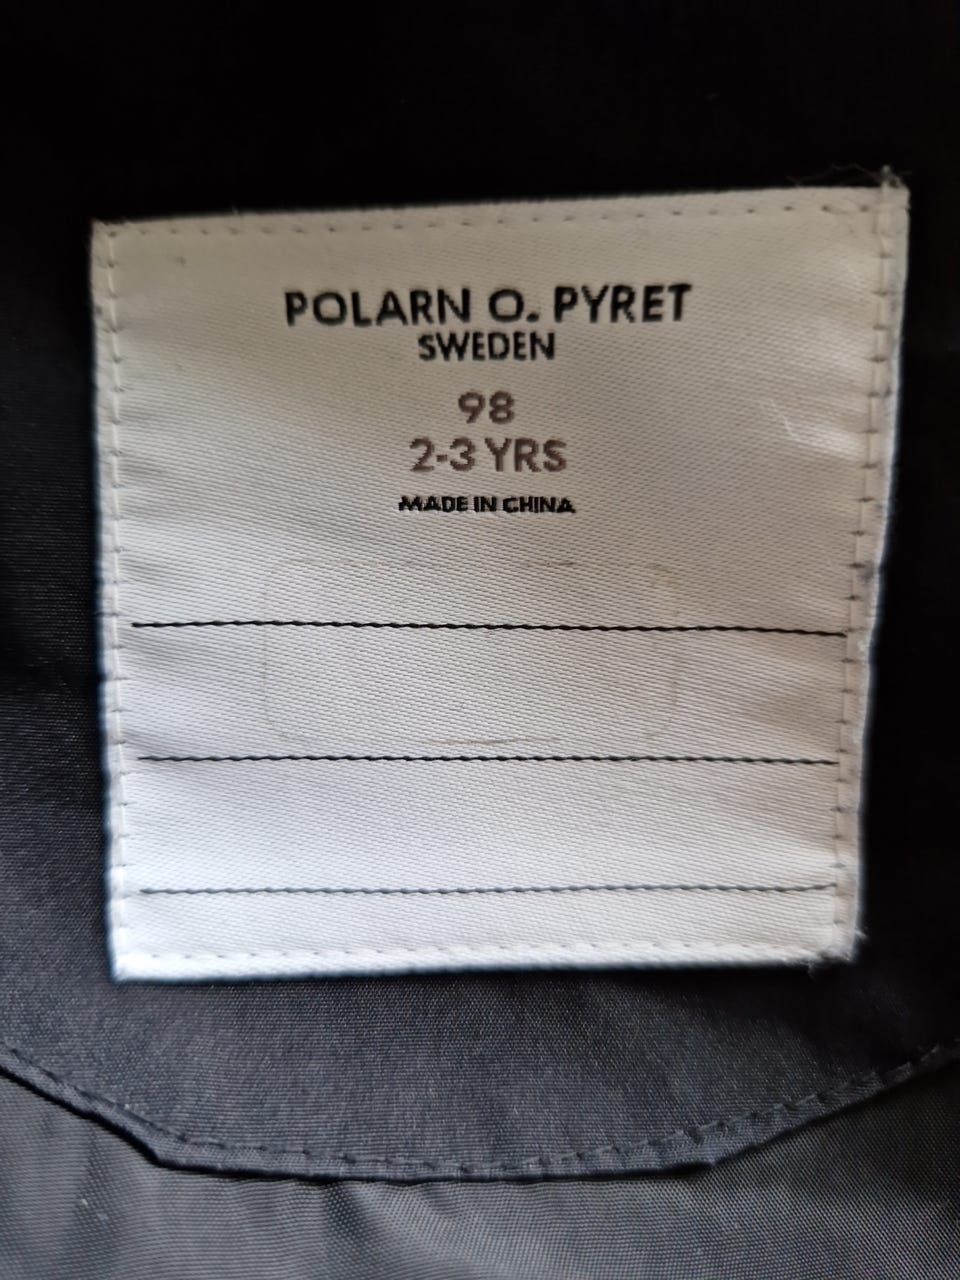 POLARN O. PYRET
SWEDEN
98
2-3 YRS
MADE IN CHINA